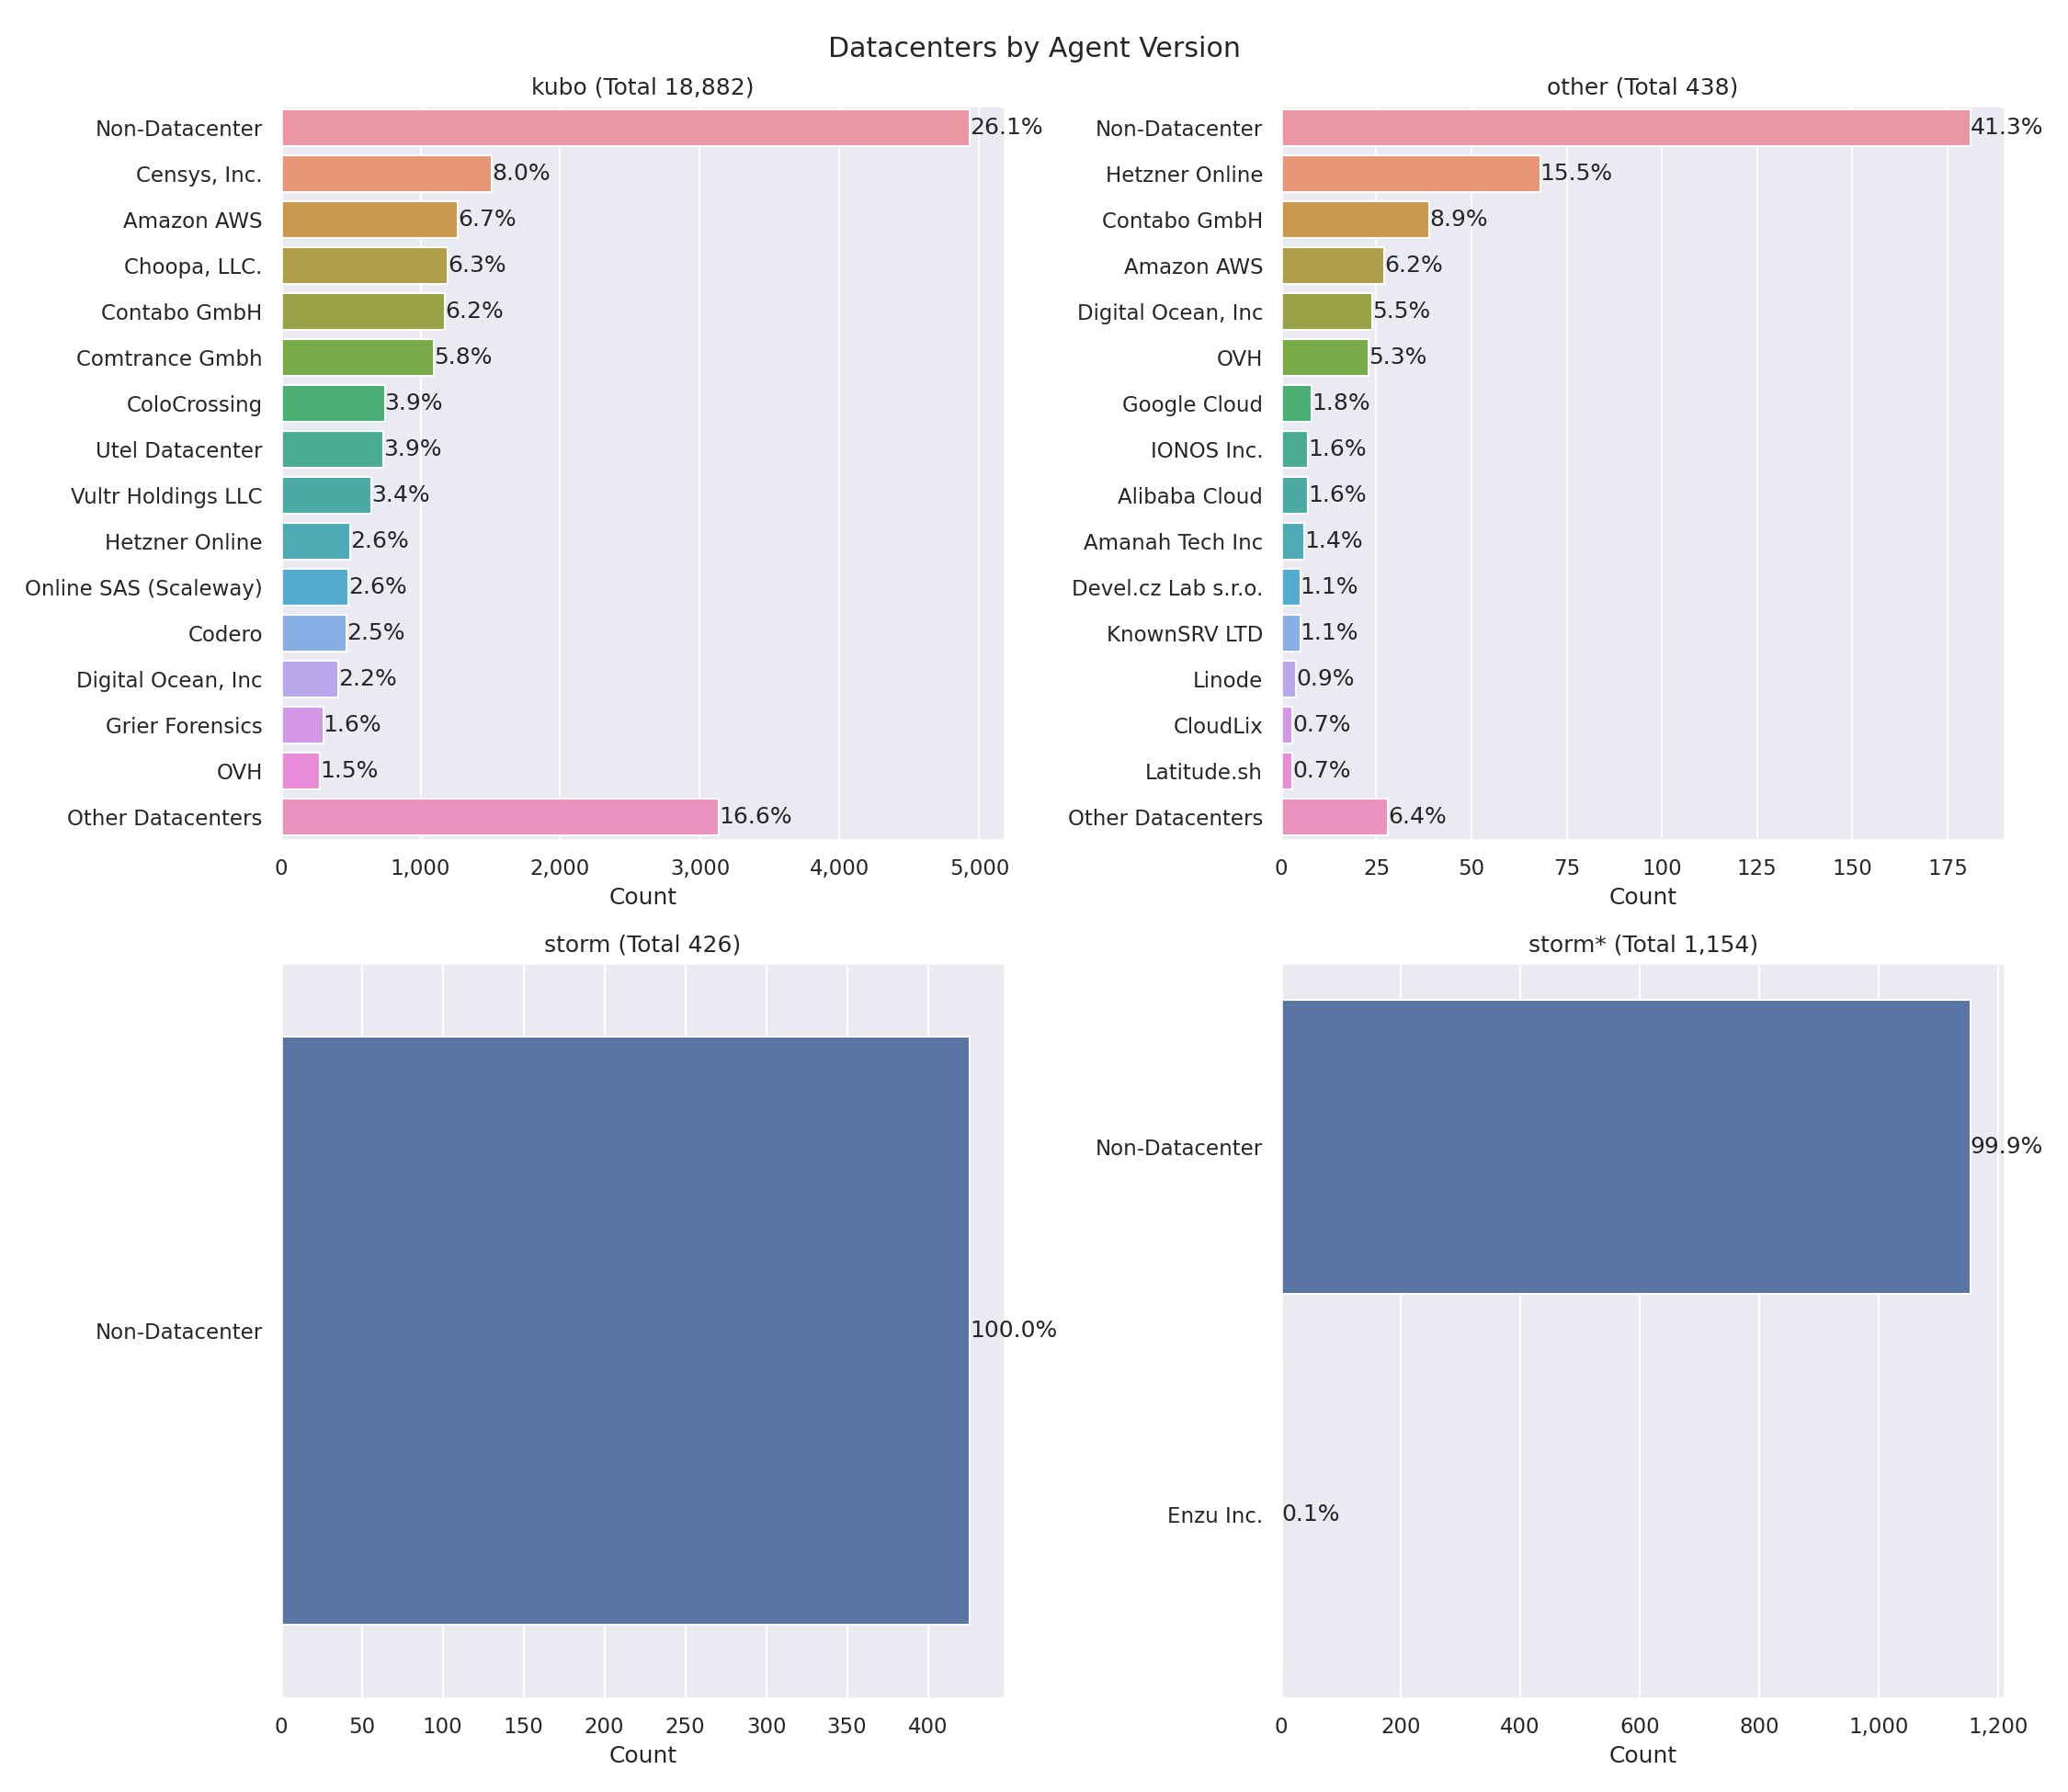 Datacenters by Agent Version
kubo (Total 18,882)
Non-Datacenter 26.1%
Censys, Inc. 8.0%
Amazon AWS 6.7%
Choopa, LLC. 6.3%
Contabo GmbH 6.2%
Comtrance Gmbh 5.8%
ColoCrossing 3.9%
Utel Datacenter 3.9%
Vultr Holdings LLC 3.4%
Hetzner Online 2.6%
Online SAS (Scaleway) 2.6%
Codero 2.5%
Digital Ocean, Inc 2.2%
Grier Forensics 1.6%
OVH 1.5%
Other Datacenters 16.6%
0 1,000 2,000 3,000 4,000 5,000
Count
other (Total 438)
Non-Datacenter 41.3%
Hetzner Online 15.5%
Contabo GmbH 8.9%
Amazon AWS 6.2%
Digital Ocean, Inc 5.5%
OVH 5.3%
Google Cloud 1.8%
IONOS Inc. 1.6%
Alibaba Cloud 1.6%
Amanah Tech Inc 1.4%
Devel.cz Lab s.r.o. 1.1%
KnownSRV LTD 1.1%
Linode 0.9%
CloudLix 0.7%
Latitude.sh 0.7%
Other Datacenters 6.4%
0 25 50 75 100 125 150 175
Count
storm (Total 426)
Non-Datacenter 100.0%
0 50 100 150 200 250 300 350 400
Count
storm* (Total 1,154)
Non-Datacenter 99.9%
Enzu Inc. 0.1%
0 200 400 600 800 1,000 1,200
Count